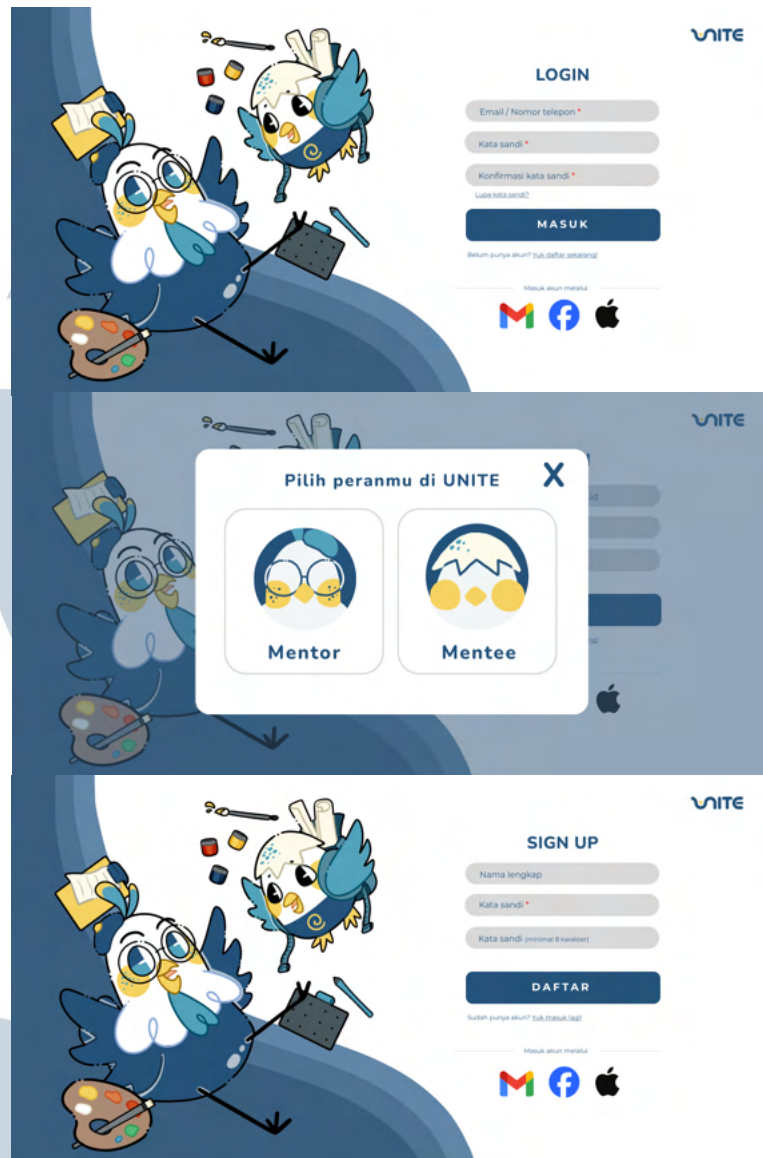 UNITE
LOGIN
Email / Nomor telepon *
Kata sandi *
Konfirmasi kata sandi *
Lupa kata sandi?
MASUK
Belum punya akun? Yuk daftar sekarang!
Masuk akun melalui
UNITE
Pilih peranmu di UNITE
X
Mentor
Mentee
UNITE
SIGN UP
Nama lengkap
Kata sandi *
Kata sandi (minimal 8 karakter)
DAFTAR
Sudah punya akun? Yuk masuk lagi!
Masuk akun melalui